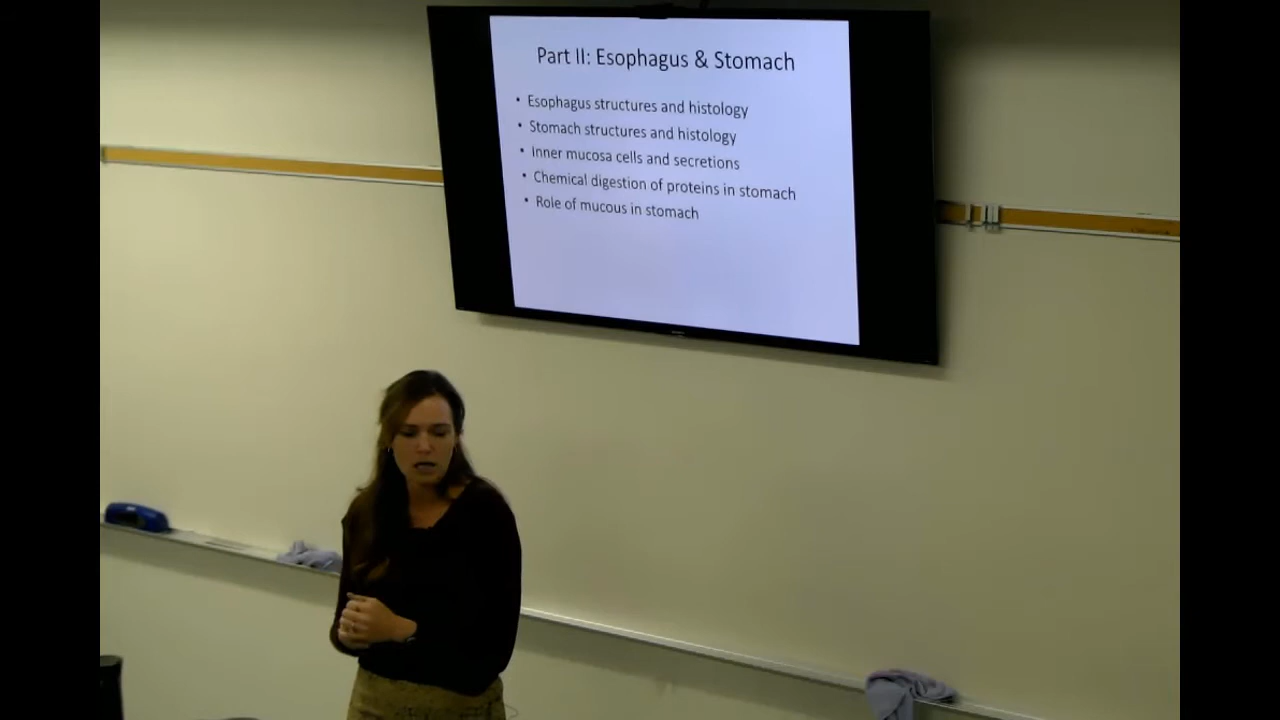 Part II: Esophagus & Stomach
• Esophagus structures and histology
• Stomach structures and histology
• Inner mucosa cells and secretions
• Chemical digestion of proteins in stomach
• Role of mucous in stomach